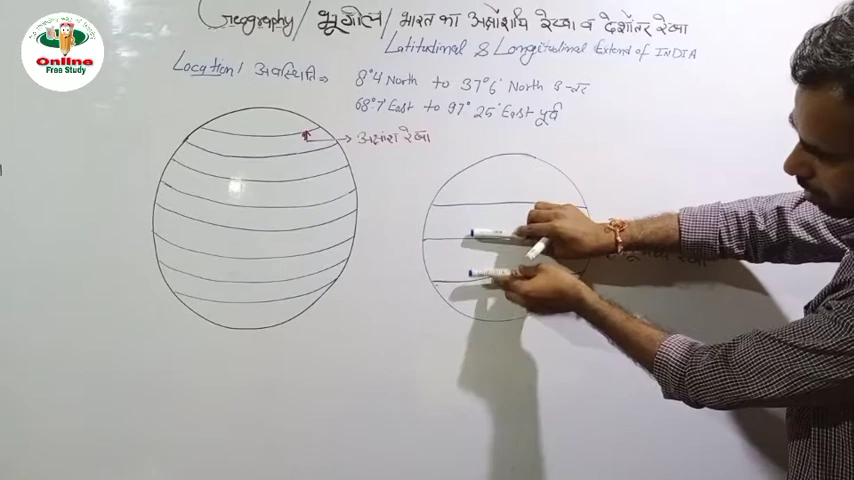 Online
Free Study
Geography/ भूगोल/ भारत का अक्षांशीय रेखा व देशांतर रेखा
Latitudinal & Longitudinal Extend of INDIA
Location/ अवस्थिति ⇒ 8°4 North to 37°6' North उत्तर
68°7' East to 97° 25' East पूर्व
→ अक्षांश रेखा
रेखा